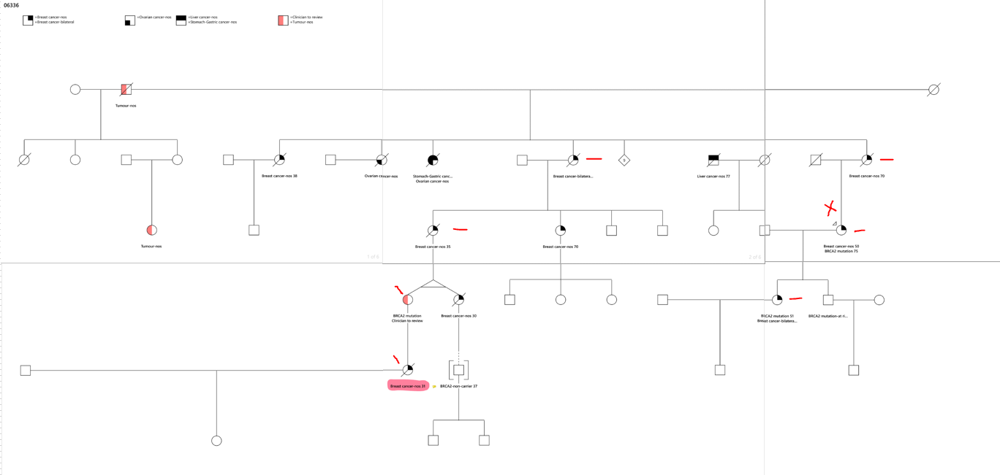 06336
=Breast cancer-nos
=Breast cancer-bilateral
=Ovarian cancer-nos
=Liver cancer-nos
=Stomach-Gastric cancer-nos
=Clinician to review
=Tumour-nos
Tumour-nos
9
Breast cancer-nos 38
Ovarian cancer-nos
Stomach-Gastric canc...
Ovarian cancer-nos
Breast cancer-bilatera...
Liver cancer-nos 77
Breast cancer-nos 70
Tumour-nos
Breast cancer-nos 35
Breast cancer-nos 70
Breast cancer-nos 50
BRCA2 mutation 75
1 of 6
2 of 6
BRCA2 mutation
Clinician to review
Breast cancer-nos 30
BRCA2 mutation 51
Breast cancer-bilatera...
BRCA2 mutation-at ri...
Breast cancer-nos 31
BRCA2-non-carrier 37